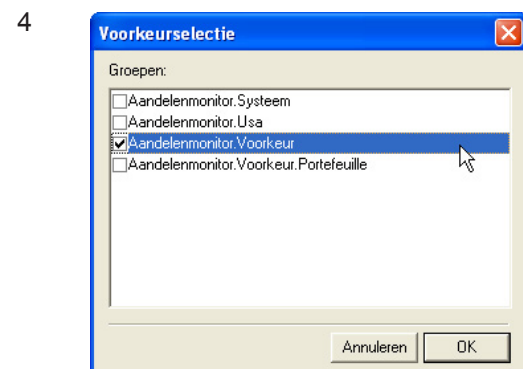 4
Voorkeurselectie
Groepen:
Aandelenmonitor.Systeem
Aandelenmonitor.Usa
Aandelenmonitor.Voorkeur
Aandelenmonitor.Voorkeur.Portefeuille
Annuleren OK